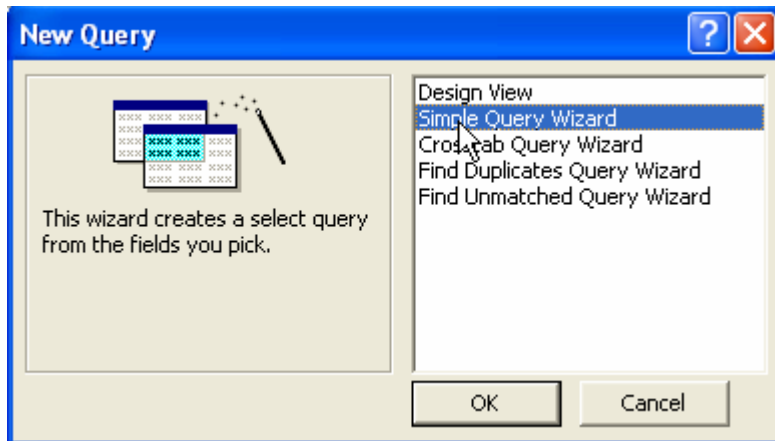 New Query
This wizard creates a select query
from the fields you pick.
Design View
Simple Query Wizard
Crosstab Query Wizard
Find Duplicates Query Wizard
Find Unmatched Query Wizard
OK
Cancel